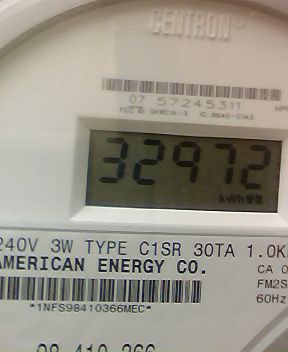 CENTRON
07 57245311
32972
kWh
240V 3W TYPE C1SR 30TA 1.0K
AMERICAN ENERGY CO.
CA 0
FM2S
60Hz
*1NFS98410366MEC*